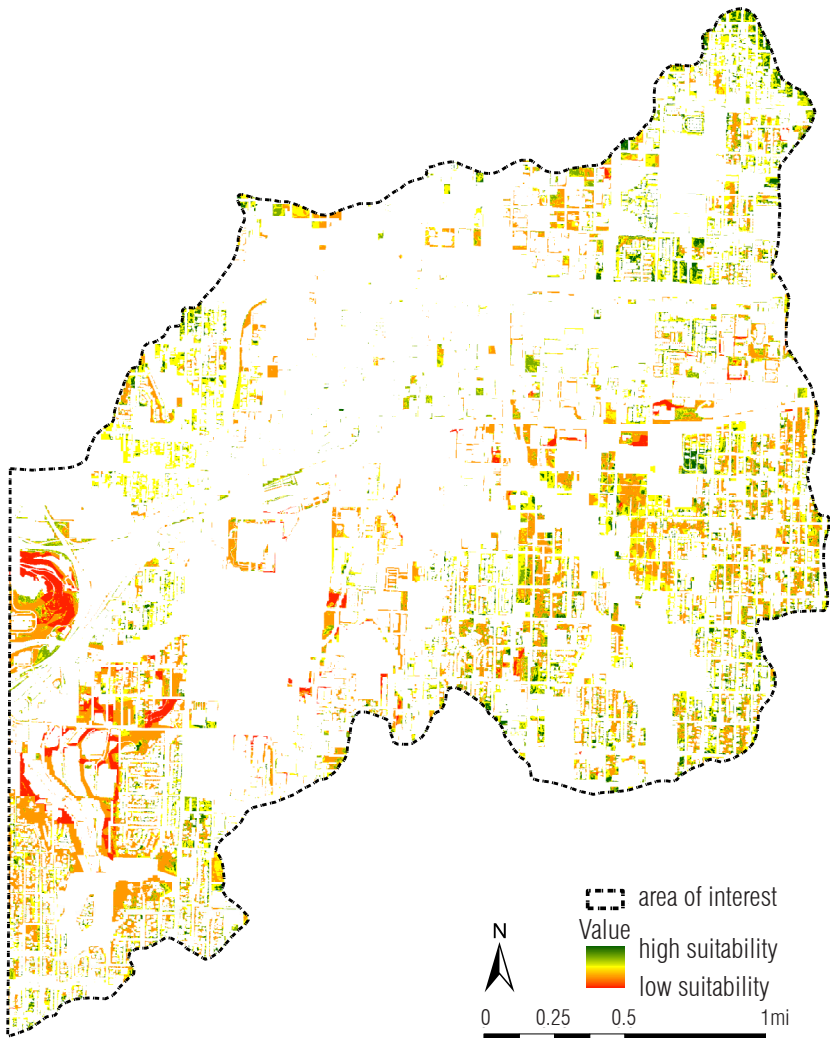 area of interest
N
Value
high suitability
low suitability
0 0.25 0.5 1mi